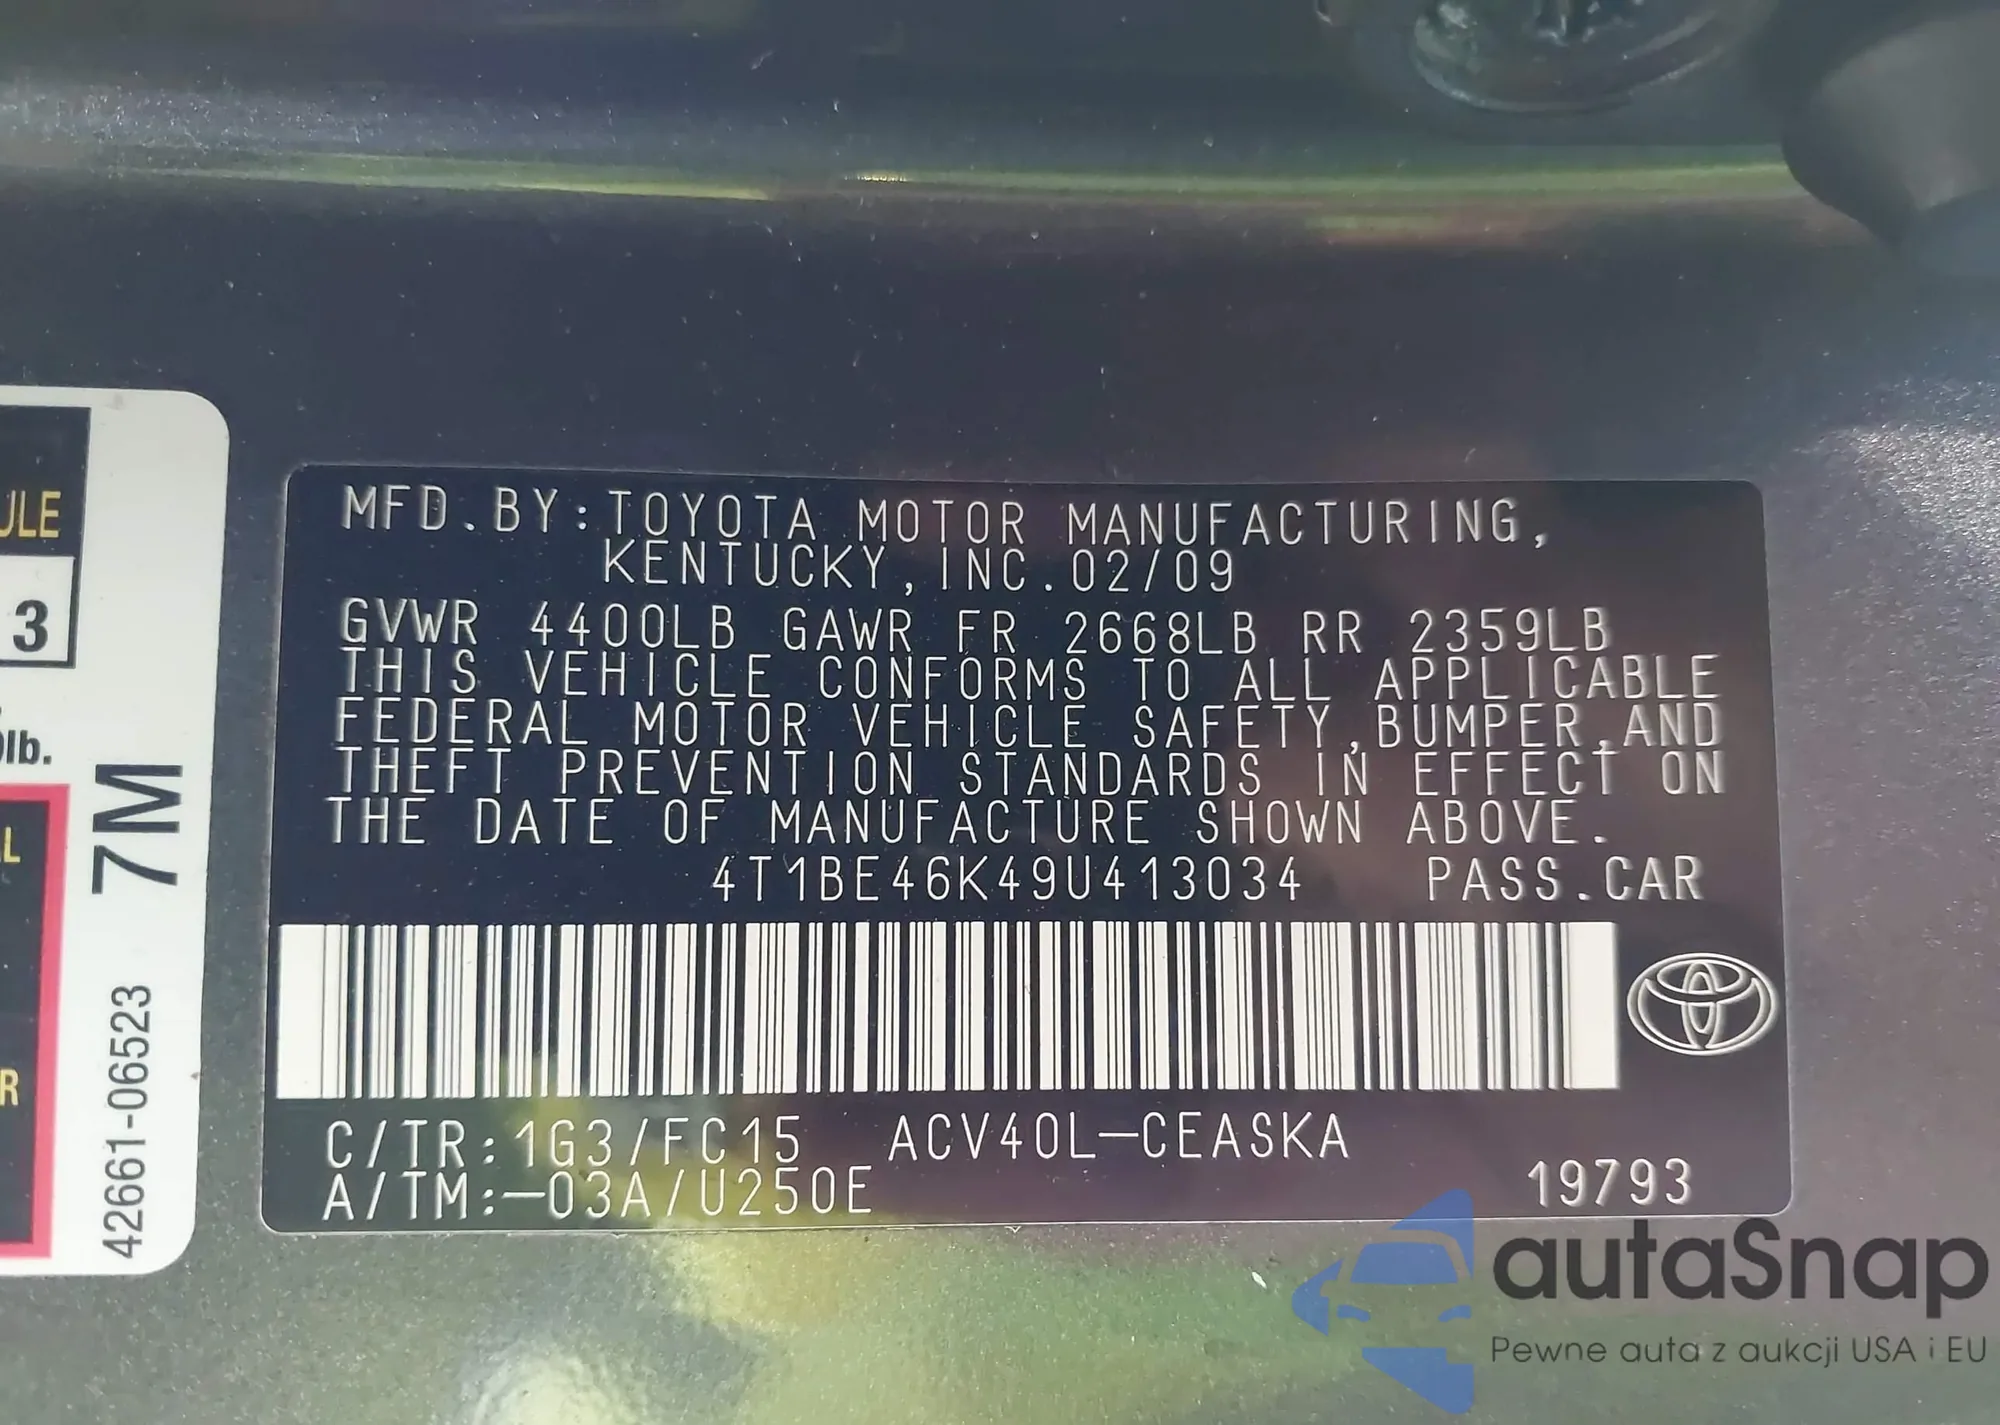 MFD.BY:TOYOTA MOTOR MANUFACTURING,
KENTUCKY,INC.02/09
GVWR 4400LB GAWR FR 2668LB RR 2359LB
THIS VEHICLE CONFORMS TO ALL APPLICABLE
FEDERAL MOTOR VEHICLE SAFETY,BUMPER,AND
THEFT PREVENTION STANDARDS IN EFFECT ON
THE DATE OF MANUFACTURE SHOWN ABOVE.
4T1BE46K49U413034 PASS.CAR
C/TR:1G3/FC15 ACV40L-CEASKA
A/TM:-03A/U250E 19793
3
lb.
7M
42661-06523
autaSnap
Pewne auta z aukcji USA i EU